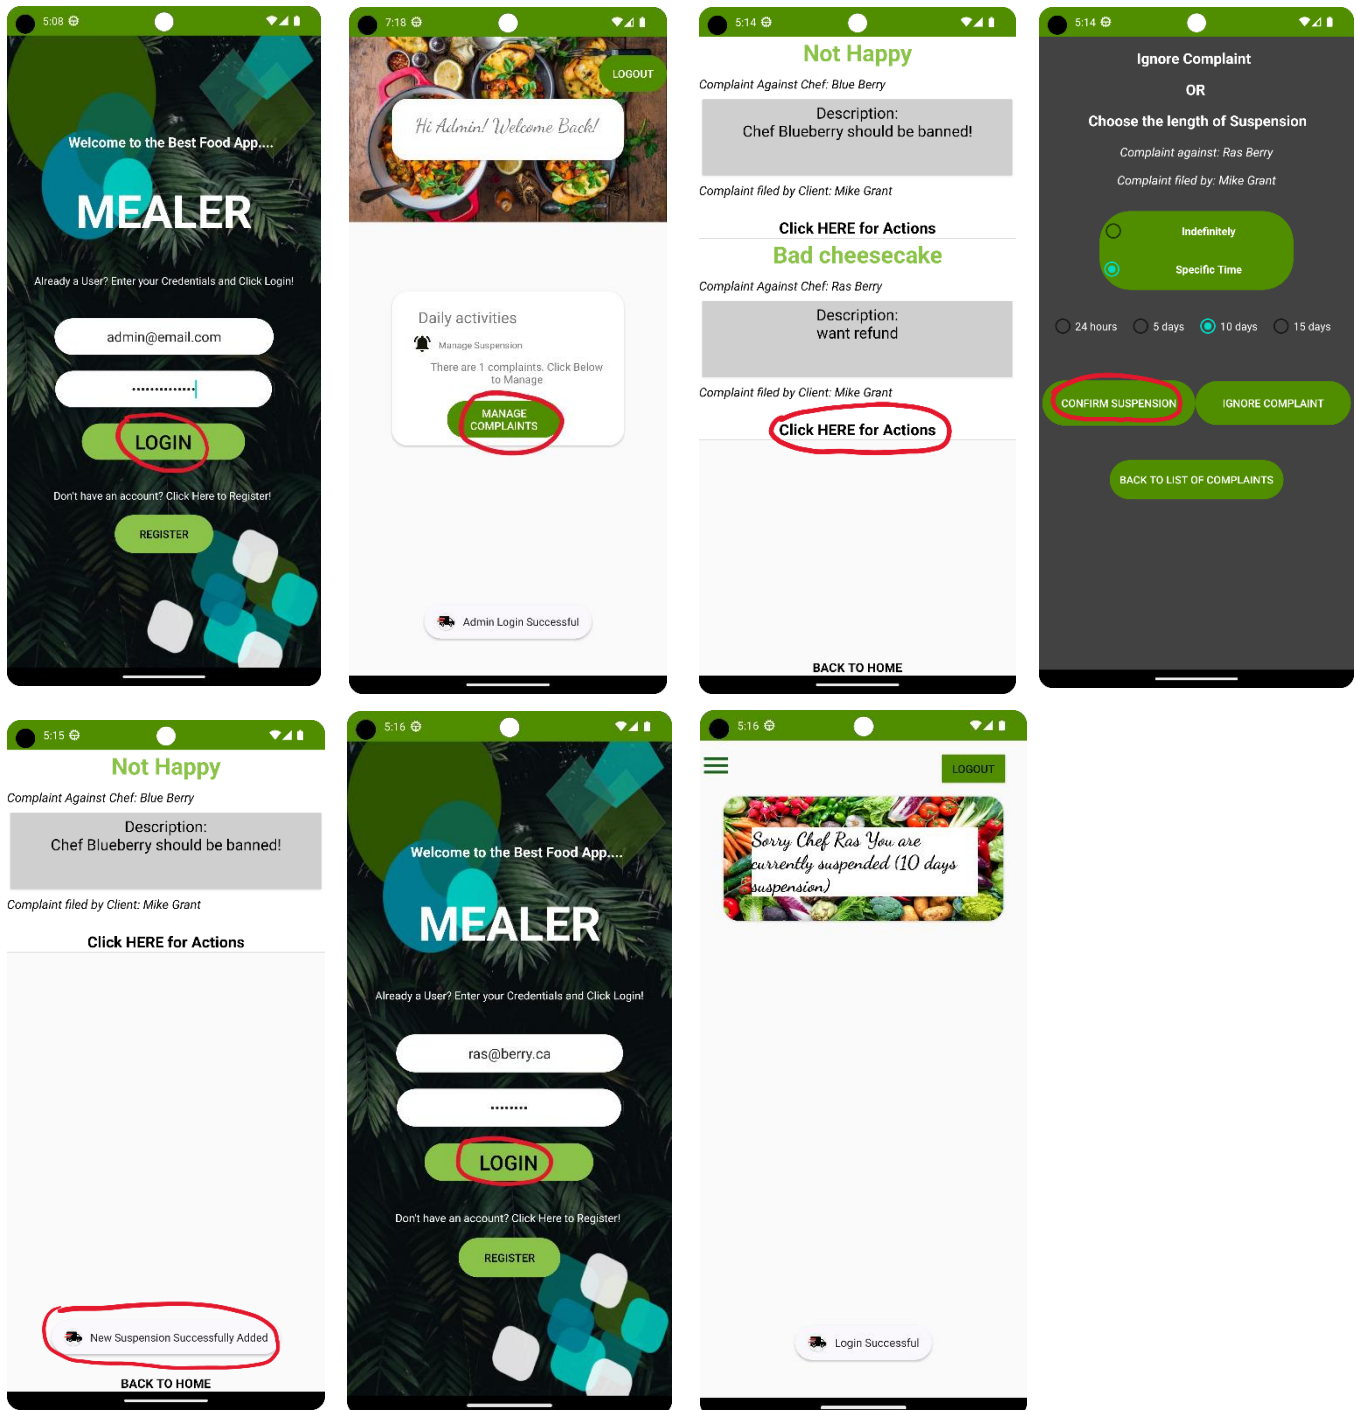 5:08
Welcome to the Best Food App....
MEALER
Already a User? Enter your Credentials and Click Login!
admin@email.com
••••••••••••••
LOGIN
Don't have an account? Click Here to Register!
REGISTER
7:18
LOGOUT
Hi Admin! Welcome Back!
Daily activities
Manage Suspension
There are 1 complaints. Click Below
to Manage
MANAGE
COMPLAINTS
Admin Login Successful
5:14
Not Happy
Complaint Against Chef: Blue Berry
Description:
Chef Blueberry should be banned!
Complaint filed by Client: Mike Grant
Click HERE for Actions
Bad cheesecake
Complaint Against Chef: Ras Berry
Description:
want refund
Complaint filed by Client: Mike Grant
Click HERE for Actions
BACK TO HOME
5:14
Ignore Complaint
OR
Choose the length of Suspension
Complaint against: Ras Berry
Complaint filed by: Mike Grant
Indefinitely
Specific Time
24 hours 5 days 10 days 15 days
CONFIRM SUSPENSION IGNORE COMPLAINT
BACK TO LIST OF COMPLAINTS
5:15
Not Happy
Complaint Against Chef: Blue Berry
Description:
Chef Blueberry should be banned!
Complaint filed by Client: Mike Grant
Click HERE for Actions
New Suspension Successfully Added
BACK TO HOME
5:16
Welcome to the Best Food App....
MEALER
Already a User? Enter your Credentials and Click Login!
ras@berry.ca
••••••••
LOGIN
Don't have an account? Click Here to Register!
REGISTER
5:16
LOGOUT
Sorry Chef Ras You are
currently suspended (10 days
suspension)
Login Successful